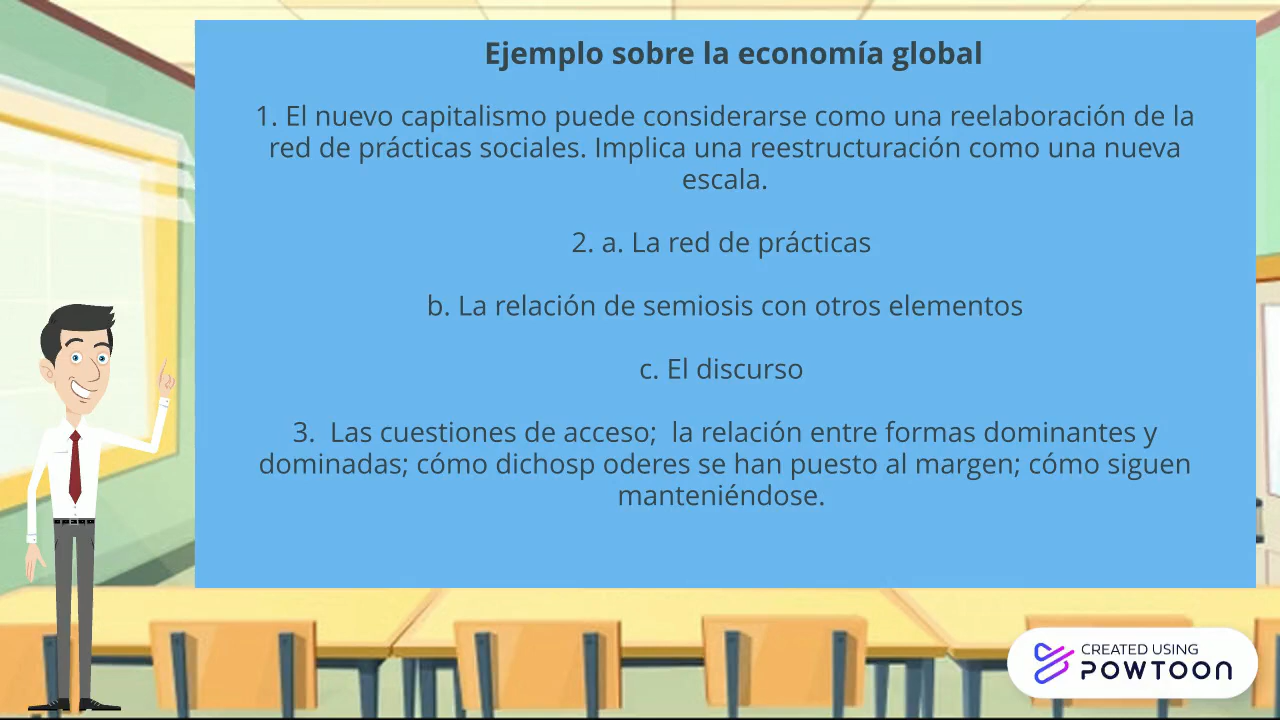 Ejemplo sobre la economía global
1. El nuevo capitalismo puede considerarse como una reelaboración de la
red de prácticas sociales. Implica una reestructuración como una nueva
escala.
2. a. La red de prácticas
b. La relación de semiosis con otros elementos
c. El discurso
3.  Las cuestiones de acceso;  la relación entre formas dominantes y
dominadas; cómo dichosp oderes se han puesto al margen; cómo siguen
manteniéndose.
CREATED USING
POWTOON